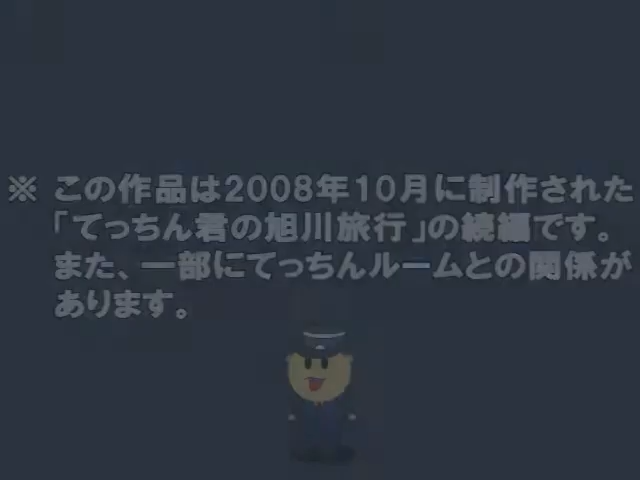 ※ この作品は2008年10月に制作された
「てっちん君の旭川旅行」の続編です。
また、一部にてっちんルームとの関係が
あります。